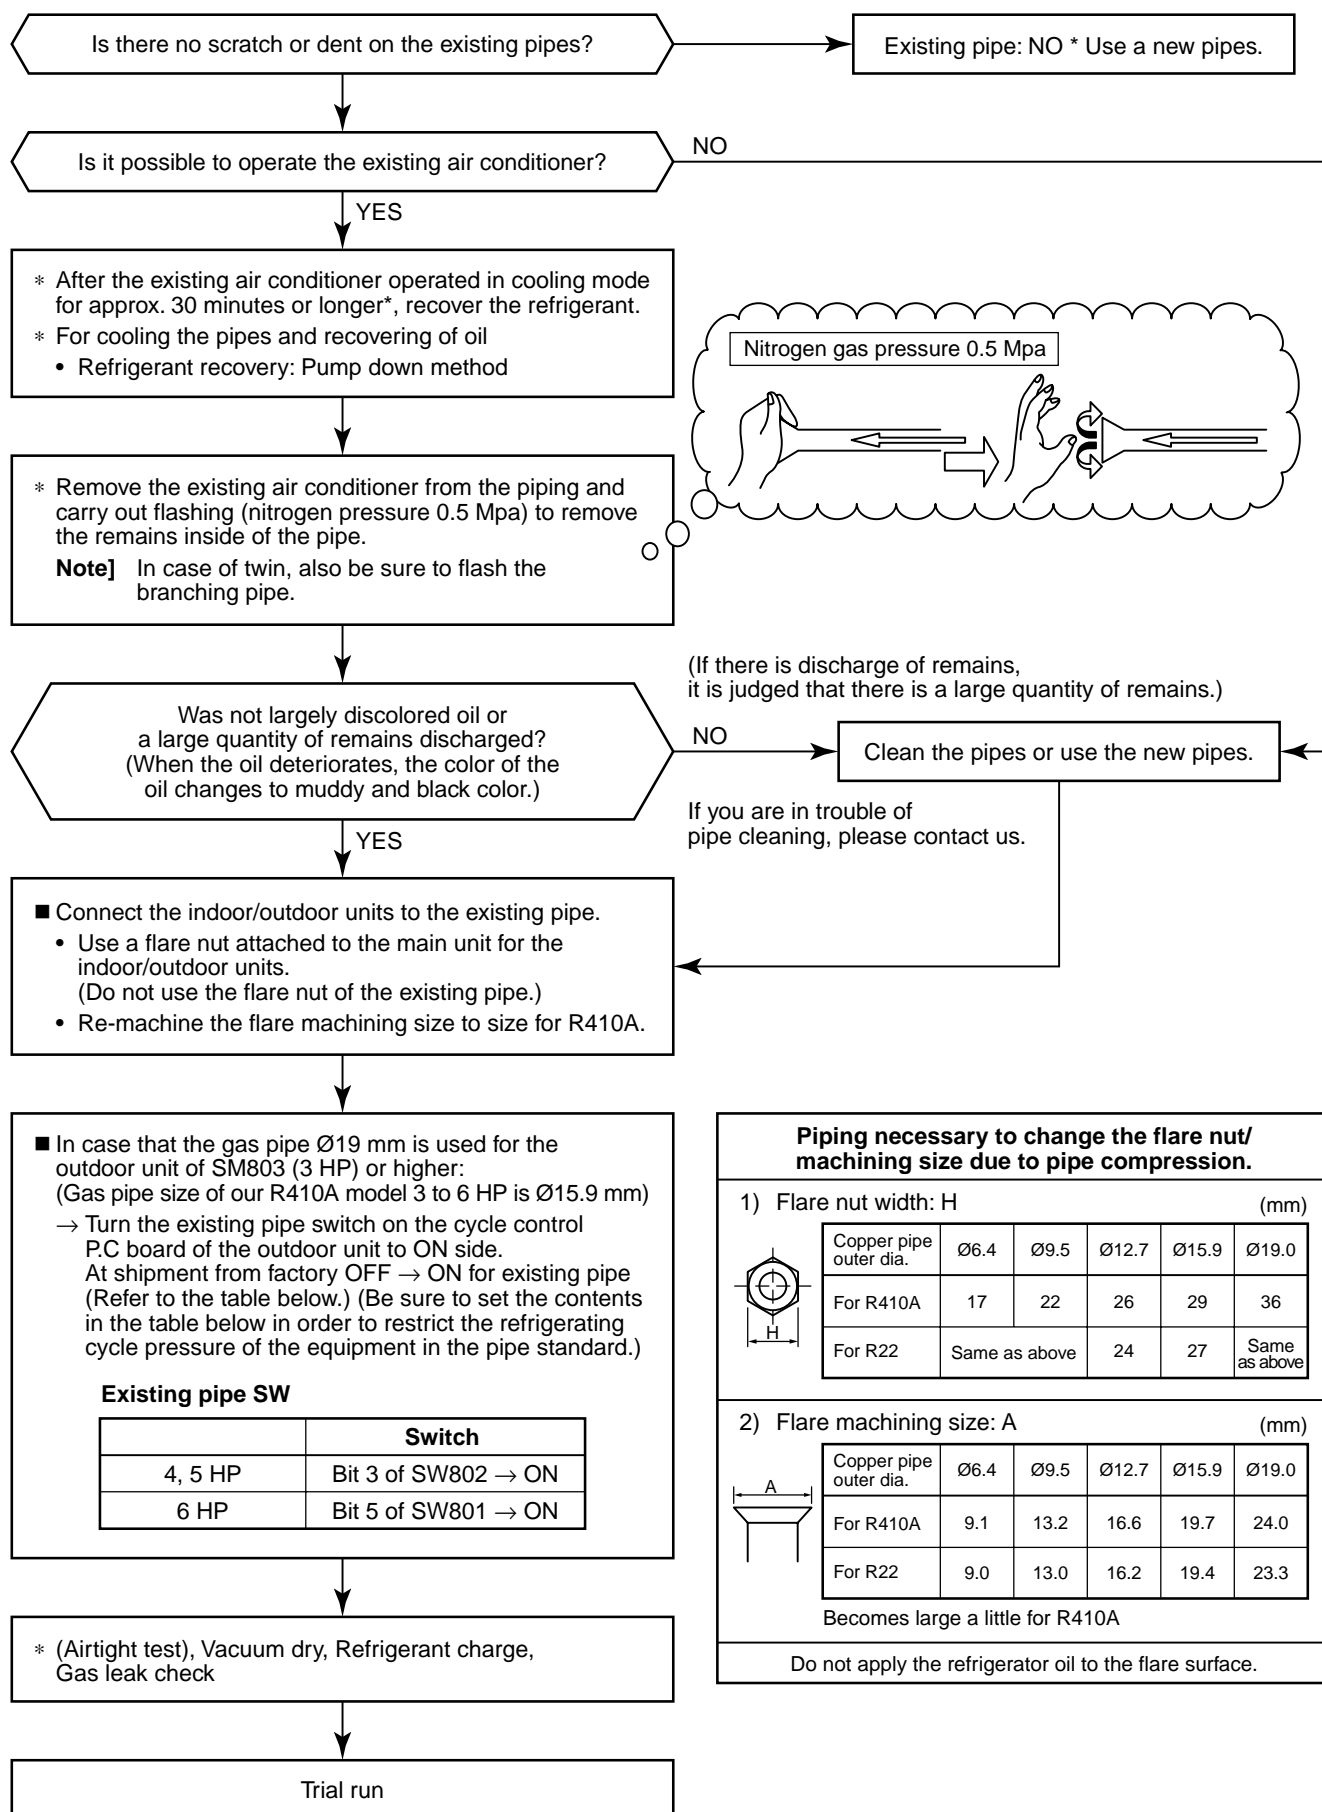 Is there no scratch or dent on the existing pipes?
Existing pipe: NO * Use a new pipes.
Is it possible to operate the existing air conditioner?
NO
YES
* After the existing air conditioner operated in cooling mode
for approx. 30 minutes or longer*, recover the refrigerant.
* For cooling the pipes and recovering of oil
• Refrigerant recovery: Pump down method
Nitrogen gas pressure 0.5 Mpa
* Remove the existing air conditioner from the piping and
carry out flashing (nitrogen pressure 0.5 Mpa) to remove
the remains inside of the pipe.
Note] In case of twin, also be sure to flash the
branching pipe.
(If there is discharge of remains,
it is judged that there is a large quantity of remains.)
Was not largely discolored oil or
a large quantity of remains discharged?
(When the oil deteriorates, the color of the
oil changes to muddy and black color.)
NO
Clean the pipes or use the new pipes.
If you are in trouble of
pipe cleaning, please contact us.
YES
■ Connect the indoor/outdoor units to the existing pipe.
• Use a flare nut attached to the main unit for the
indoor/outdoor units.
(Do not use the flare nut of the existing pipe.)
• Re-machine the flare machining size to size for R410A.
■ In case that the gas pipe Ø19 mm is used for the
outdoor unit of SM803 (3 HP) or higher:
(Gas pipe size of our R410A model 3 to 6 HP is Ø15.9 mm)
→ Turn the existing pipe switch on the cycle control
P.C board of the outdoor unit to ON side.
At shipment from factory OFF → ON for existing pipe
(Refer to the table below.) (Be sure to set the contents
in the table below in order to restrict the refrigerating
cycle pressure of the equipment in the pipe standard.)
Existing pipe SW
Switch
4, 5 HP Bit 3 of SW802 → ON
6 HP Bit 5 of SW801 → ON
Piping necessary to change the flare nut/
machining size due to pipe compression.
1) Flare nut width: H (mm)
H
Copper pipe
outer dia. Ø6.4 Ø9.5 Ø12.7 Ø15.9 Ø19.0
For R410A 17 22 26 29 36
For R22 Same as above 24 27 Same
as above
2) Flare machining size: A (mm)
A
Copper pipe
outer dia. Ø6.4 Ø9.5 Ø12.7 Ø15.9 Ø19.0
For R410A 9.1 13.2 16.6 19.7 24.0
For R22 9.0 13.0 16.2 19.4 23.3
Becomes large a little for R410A
Do not apply the refrigerator oil to the flare surface.
* (Airtight test), Vacuum dry, Refrigerant charge,
Gas leak check
Trial run